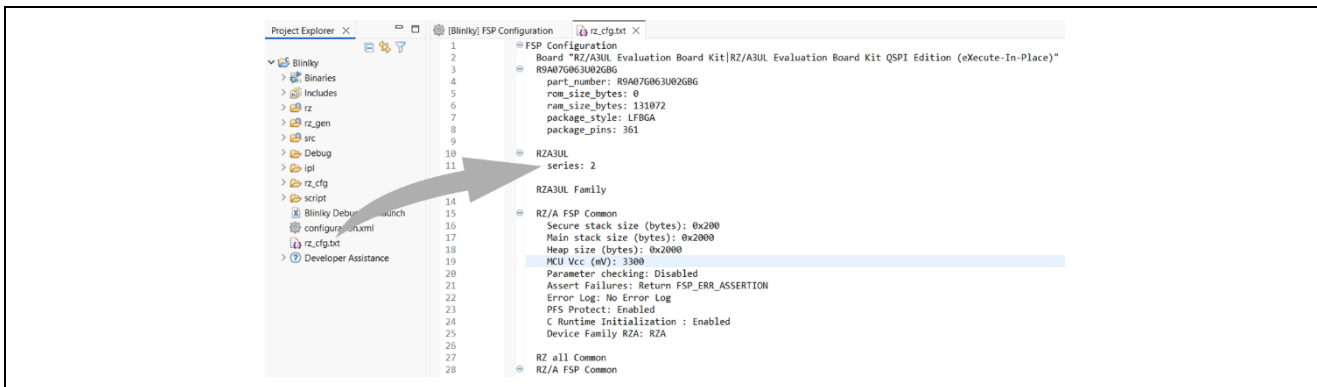 Project Explorer
Blinlky
Binaries
Includes
rz
rz_gen
src
Debug
ipl
rz_cfg
script
Blinlky Debug launch
configuration.xml
rz_cfg.txt
Developer Assistance
[Blinlky] FSP Configuration
rz_cfg.txt
1 FSP Configuration
2 Board "RZ/A3UL Evaluation Board Kit|RZ/A3UL Evaluation Board Kit QSPI Edition (eXecute-In-Place)"
3 R9A07G063U02GBG
4 part_number: R9A07G063U02GBG
5 rom_size_bytes: 0
6 ram_size_bytes: 131072
7 package_style: LFBGA
8 package_pins: 361
9
10 RZA3UL
11 series: 2
RZA3UL Family
14
15 RZ/A FSP Common
16 Secure stack size (bytes): 0x200
17 Main stack size (bytes): 0x2000
18 Heap size (bytes): 0x2000
19 MCU Vcc (mV): 3300
20 Parameter checking: Disabled
21 Assert Failures: Return FSP_ERR_ASSERTION
22 Error Log: No Error Log
23 PFS Protect: Enabled
24 C Runtime Initialization : Enabled
25 Device Family RZA: RZA
26
27 RZ all Common
28 RZ/A FSP Common